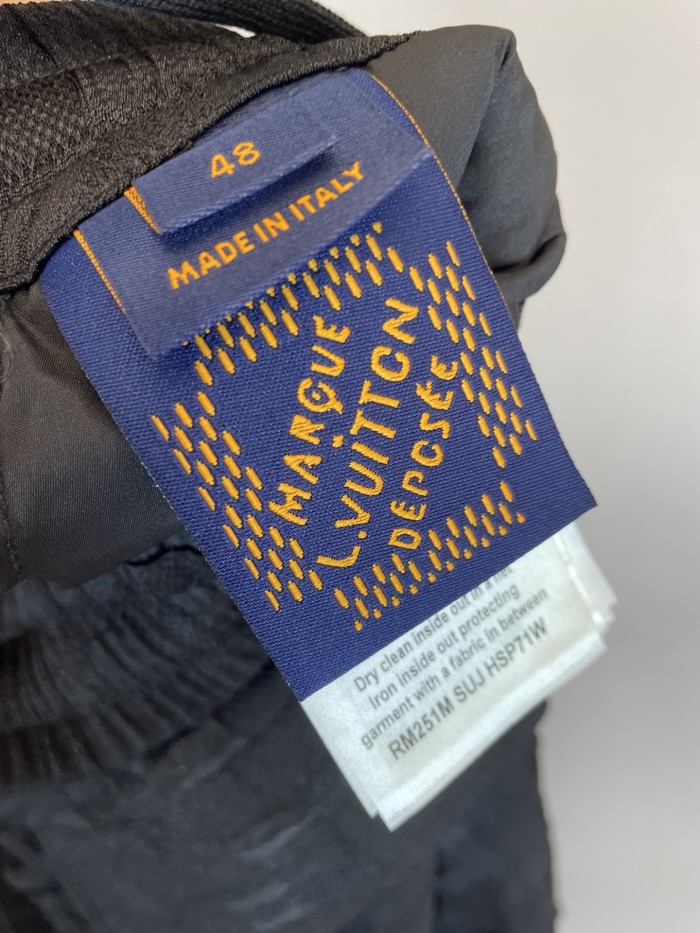 48
MADE IN ITALY
MARQUE
L.VUITTON
DEPOSÉE
Dry clean inside out in a net
Iron inside out protecting
garment with a fabric in between
RM251M SUJ HSP71W